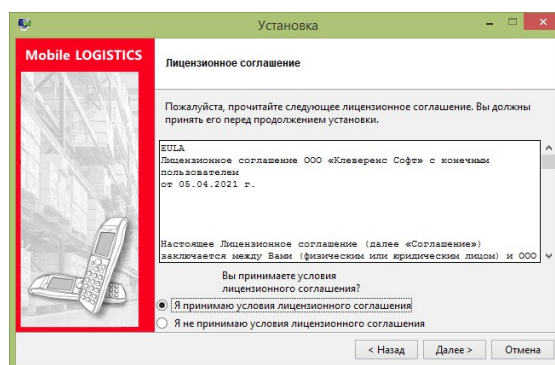 Установка
Mobile LOGISTICS
Лицензионное соглашение
Пожалуйста, прочитайте следующее лицензионное соглашение. Вы должны
принять его перед продолжением установки.
EULA
Лицензионное соглашение ООО «Клеверенс Софт» с конечным
пользователем
от 05.04.2021 г.
Настоящее Лицензионное соглашение (далее «Соглашение»)
заключается между Вами (физическим или юридическим лицом) и ООО
Вы принимаете условия
лицензионного соглашения?
Я принимаю условия лицензионного соглашения
Я не принимаю условия лицензионного соглашения
< Назад
Далее >
Отмена